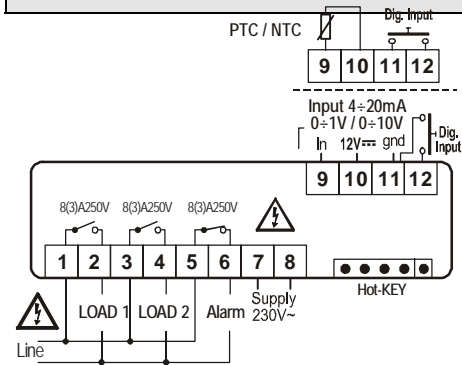 PTC / NTC
Dig. Input
9 10 11 12
Input 4÷20mA
0÷1V / 0÷10V
In 12V gnd
Dig.
Input
9 10 11 12
8(3)A250V 8(3)A250V 8(3)A250V
1 2 3 4 5 6 7 8
Hot-KEY
LOAD 1 LOAD 2 Alarm
Supply
230V~
Line